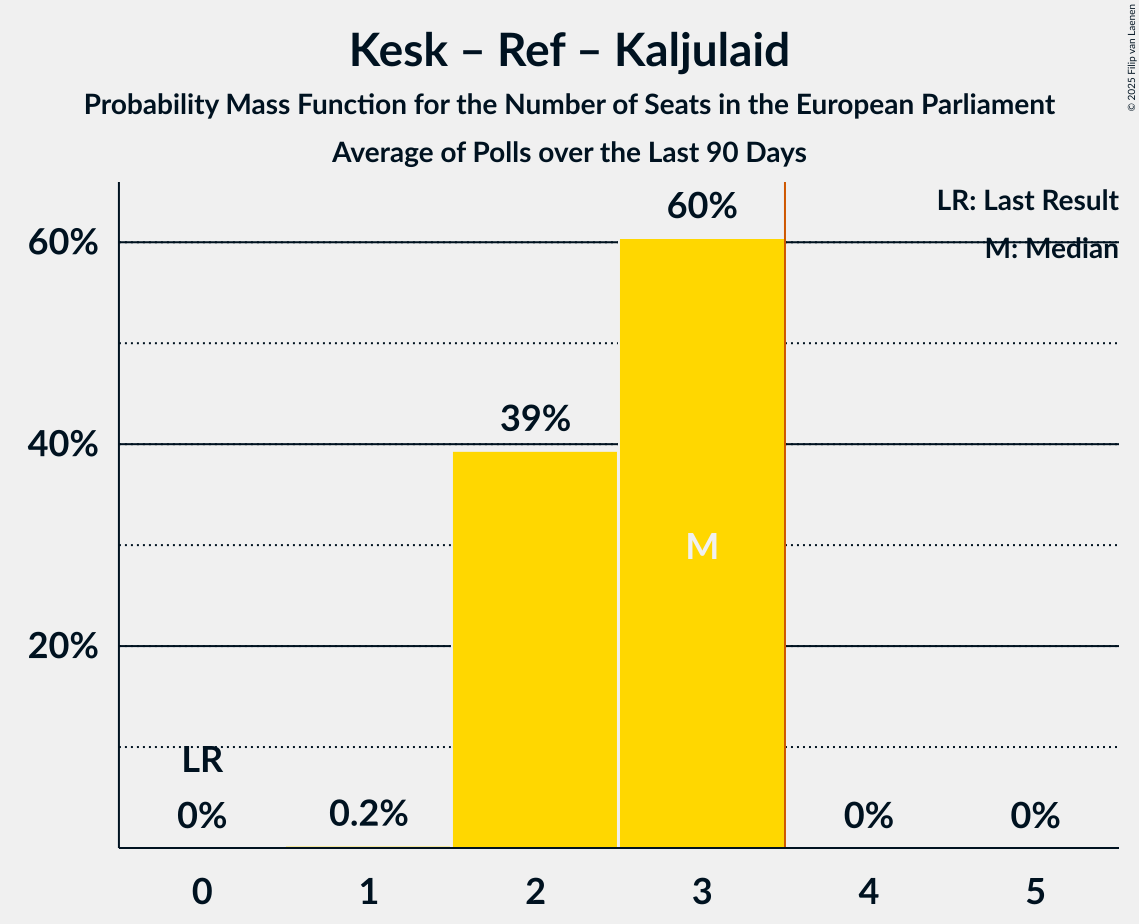 Kesk – Ref – Kaljulaid
Probability Mass Function for the Number of Seats in the European Parliament
Average of Polls over the Last 90 Days
© 2025 Filip van Laenen
LR: Last Result
M: Median
60%
40%
20%
60%
39%
M
LR
0%
0.2%
0%
0%
0 1 2 3 4 5